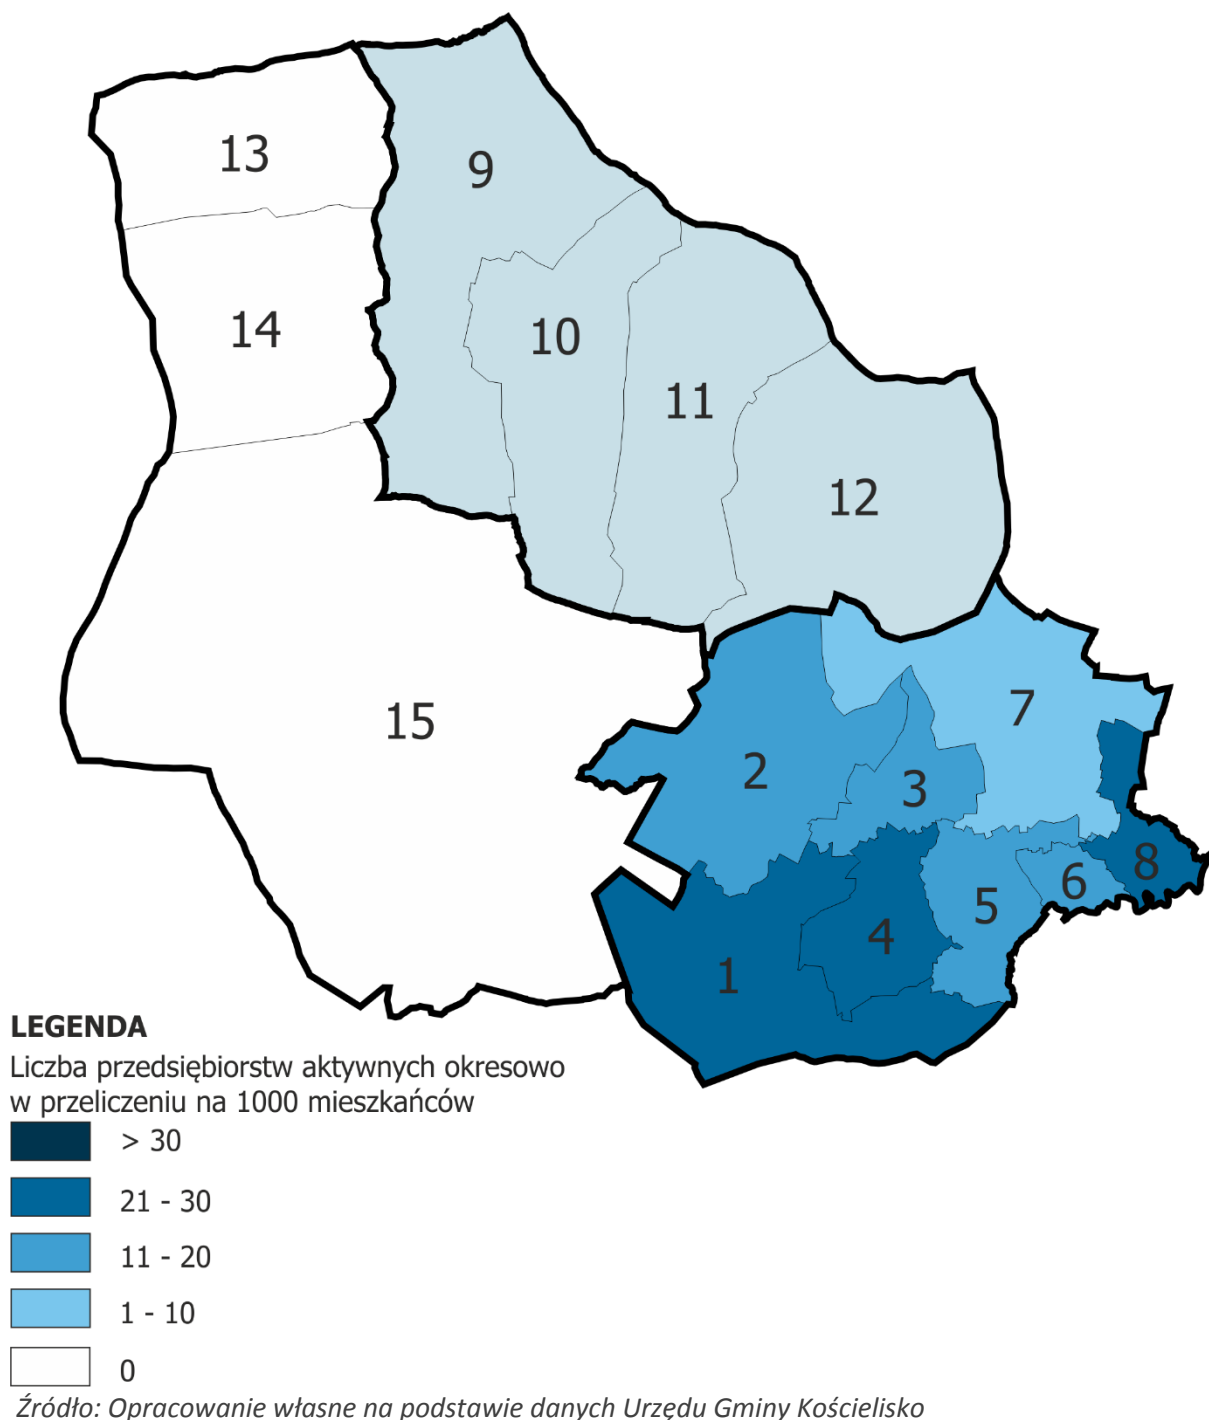 13
9
14
10
11
12
15
7
2
3
8
6
5
4
1
LEGENDA
Liczba przedsiębiorstw aktywnych okresowo
w przeliczeniu na 1000 mieszkańców
> 30
21 - 30
11 - 20
1 - 10
0
Źródło: Opracowanie własne na podstawie danych Urzędu Gminy Kościelisko